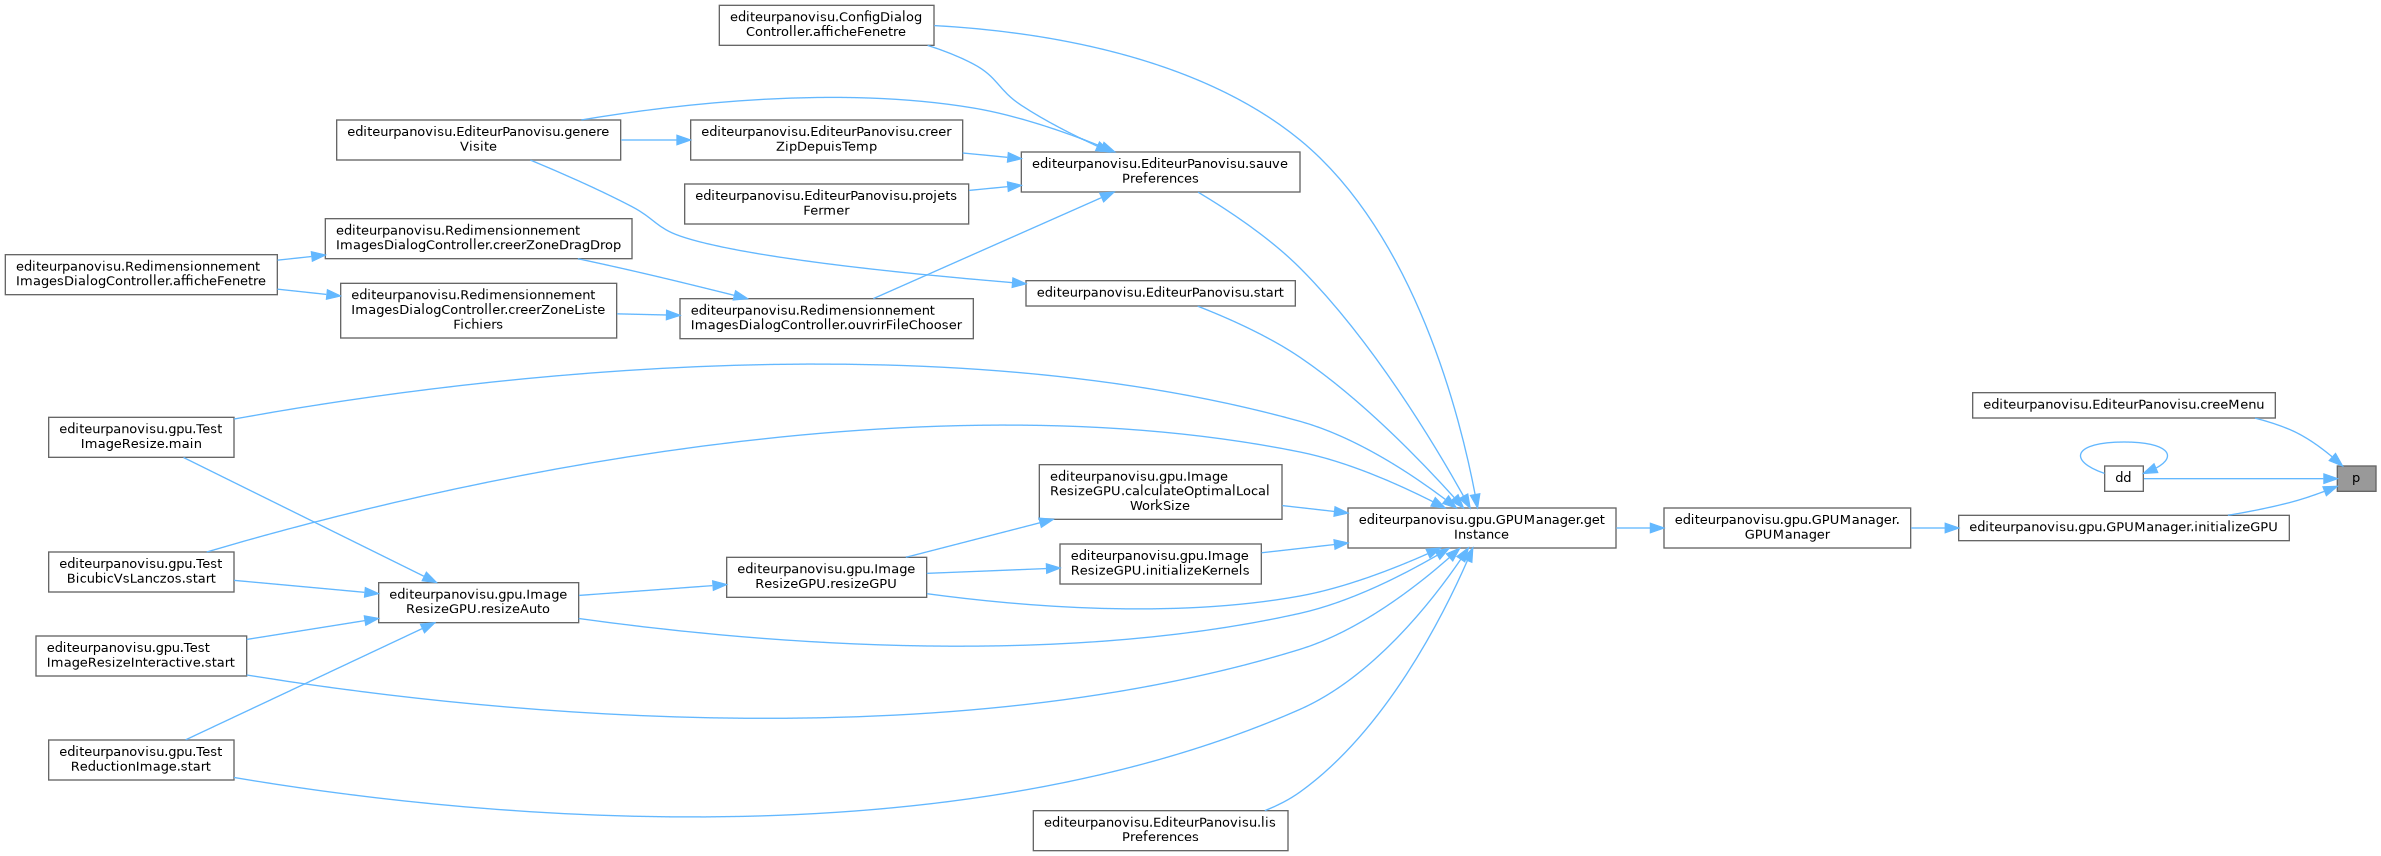 editeurpanovisu.ConfigDialog
Controller.afficheFenetre
editeurpanovisu.EditeurPanovisu.genere
Visite
editeurpanovisu.EditeurPanovisu.creer
ZipDepuisTemp
editeurpanovisu.EditeurPanovisu.sauve
Preferences
editeurpanovisu.EditeurPanovisu.projets
Fermer
editeurpanovisu.Redimensionnement
ImagesDialogController.creerZoneDragDrop
editeurpanovisu.Redimensionnement
ImagesDialogController.afficheFenetre
editeurpanovisu.Redimensionnement
ImagesDialogController.creerZoneListe
Fichiers
editeurpanovisu.Redimensionnement
ImagesDialogController.ouvrirFileChooser
editeurpanovisu.EditeurPanovisu.start
editeurpanovisu.gpu.Test
ImageResize.main
editeurpanovisu.EditeurPanovisu.creeMenu
dd
p
editeurpanovisu.gpu.Image
ResizeGPU.calculateOptimalLocal
WorkSize
editeurpanovisu.gpu.GPUManager.get
Instance
editeurpanovisu.gpu.GPUManager.
GPUManager
editeurpanovisu.gpu.GPUManager.initializeGPU
editeurpanovisu.gpu.Image
ResizeGPU.initializeKernels
editeurpanovisu.gpu.Test
BicubicVsLanczos.start
editeurpanovisu.gpu.Image
ResizeGPU.resizeGPU
editeurpanovisu.gpu.Image
ResizeGPU.resizeAuto
editeurpanovisu.gpu.Test
ImageResizeInteractive.start
editeurpanovisu.gpu.Test
ReductionImage.start
editeurpanovisu.EditeurPanovisu.lis
Preferences